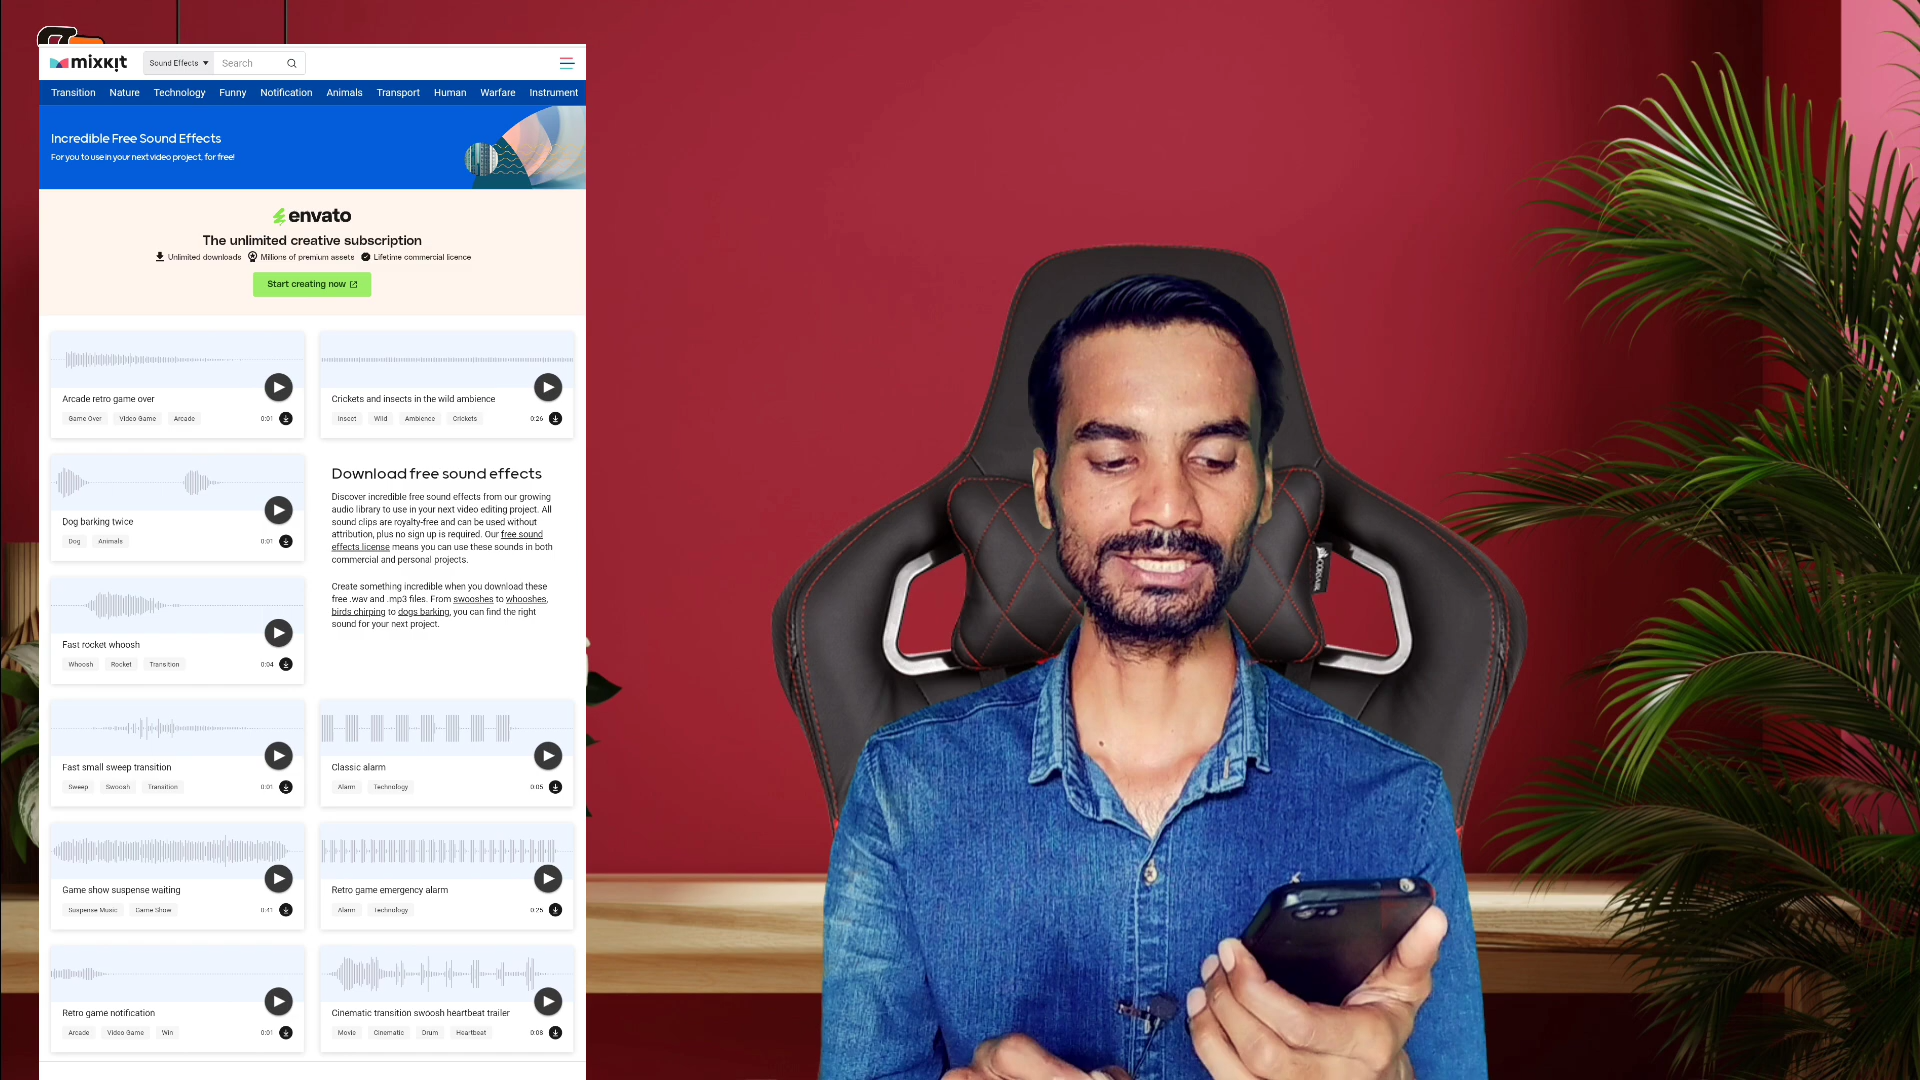 mixkit
Sound Effects
Search
Transition Nature Technology Funny Notification Animals Transport Human Warfare Instrument
Incredible Free Sound Effects
For you to use in your next video project, for free!
envato
The unlimited creative subscription
Unlimited downloads Millions of premium assets Lifetime commercial licence
Start creating now
Arcade retro game over
Game Over Video Game Arcade 0:01
Crickets and insects in the wild ambience
Insect Wild Ambience Crickets 0:26
Dog barking twice
Dog Animals 0:01
Download free sound effects
Discover incredible free sound effects from our growing
audio library to use in your next video editing project. All
sound clips are royalty-free and can be used without
attribution, plus no sign up is required. Our free sound
effects license means you can use these sounds in both
commercial and personal projects.
Create something incredible when you download these
free .wav and .mp3 files. From swooshes to whooshes,
birds chirping to dogs barking, you can find the right
sound for your next project.
Fast rocket whoosh
Whoosh Rocket Transition 0:04
Fast small sweep transition
Sweep Swoosh Transition 0:01
Classic alarm
Alarm Technology 0:05
Game show suspense waiting
Suspense Music Game Show 0:41
Retro game emergency alarm
Alarm Technology 0:25
Retro game notification
Arcade Video Game Win 0:01
Cinematic transition swoosh heartbeat trailer
Movie Cinematic Drum Heartbeat 0:08
CORSAIR